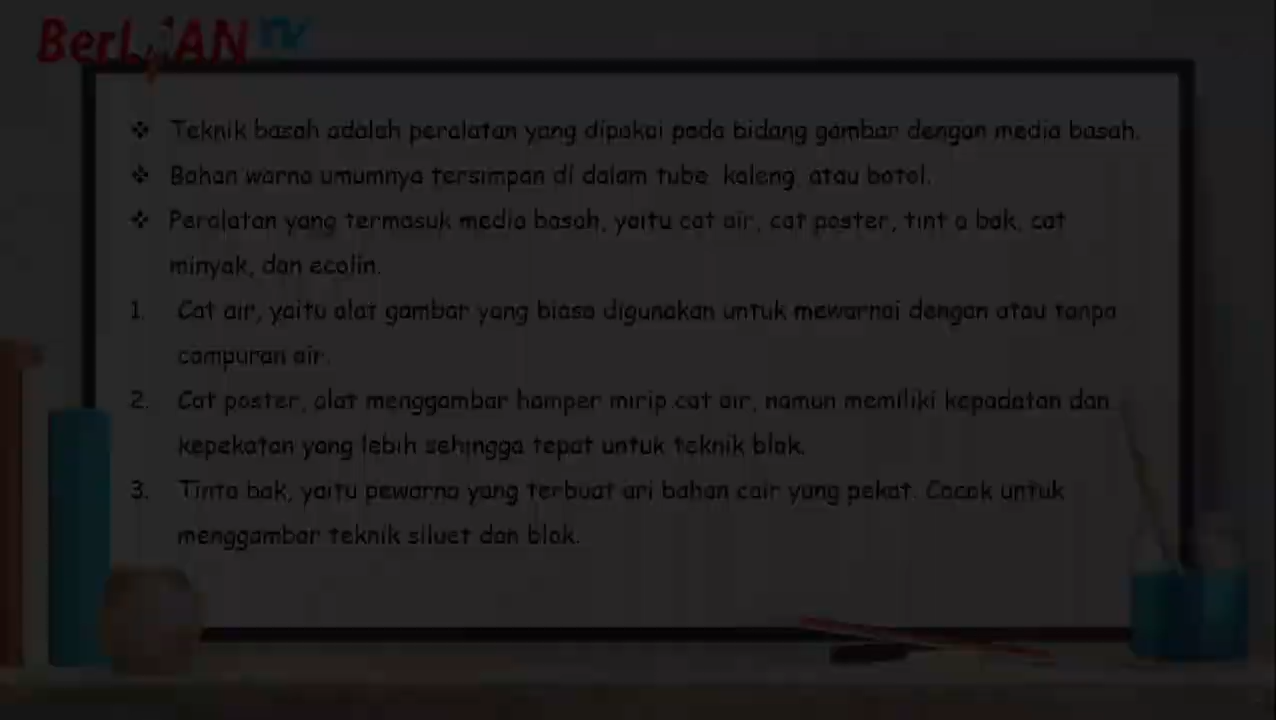 BerLIAN TV
❖ Teknik basah adalah peralatan yang dipakai pada bidang gambar dengan media basah.
❖ Bahan warna umumnya tersimpan di dalam tube, kaleng, atau botol.
❖ Peralatan yang termasuk media basah, yaitu cat air, cat poster, tint a bak, cat
minyak, dan ecolin.
1. Cat air, yaitu alat gambar yang biasa digunakan untuk mewarnai dengan atau tanpa
campuran air.
2. Cat poster, alat menggambar hamper mirip cat air, namun memiliki kepadatan dan
kepekatan yang lebih sehingga tepat untuk teknik blok.
3. Tinta bak, yaitu pewarna yang terbuat ari bahan cair yang pekat. Cocok untuk
menggambar teknik siluet dan blok.